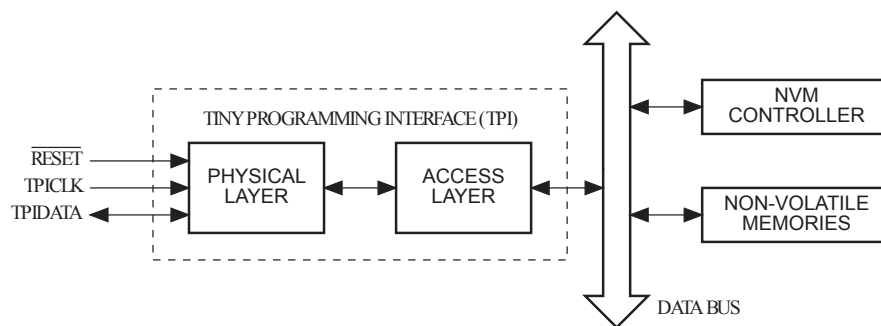 TINY PROGRAMMING INTERFACE (TPI)
RESET
TPICLK
TPIDATA
PHYSICAL
LAYER
ACCESS
LAYER
NVM
CONTROLLER
NON-VOLATILE
MEMORIES
DATA BUS